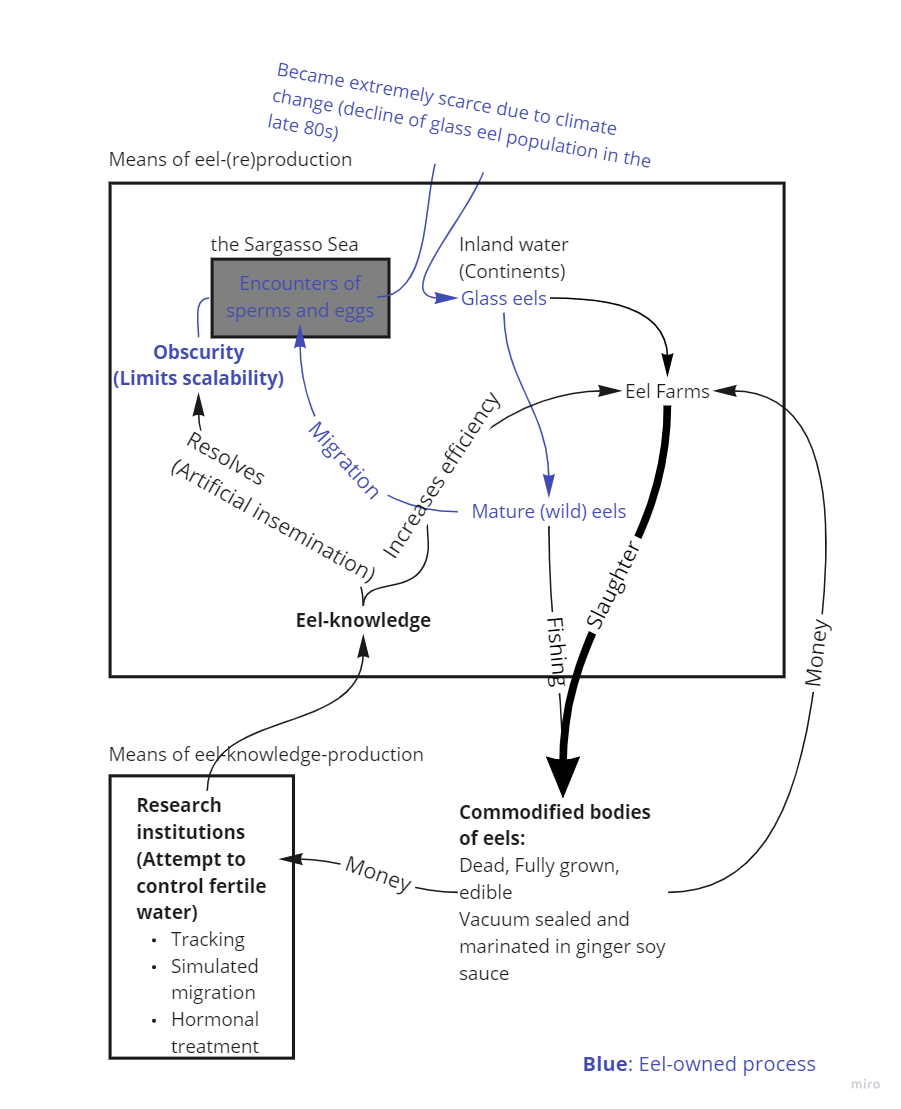 Became extremely scarce due to climate
change (decline of glass eel population in the
late 80s)
Means of eel-(re)production
the Sargasso Sea
Encounters of
sperms and eggs
Inland water
(Continents)
Glass eels
Obscurity
(Limits scalability)
Eel Farms
Resolves
(Artificial insemination)
Migration
Increases efficiency
Mature (wild) eels
Slaughter
Eel-knowledge
Fishing
Money
Means of eel-knowledge-production
Research
institutions
(Attempt to
control fertile
water)
• Tracking
• Simulated
migration
• Hormonal
treatment
Money
Commodified bodies
of eels:
Dead, Fully grown,
edible
Vacuum sealed and
marinated in ginger soy
sauce
Blue: Eel-owned process
miro